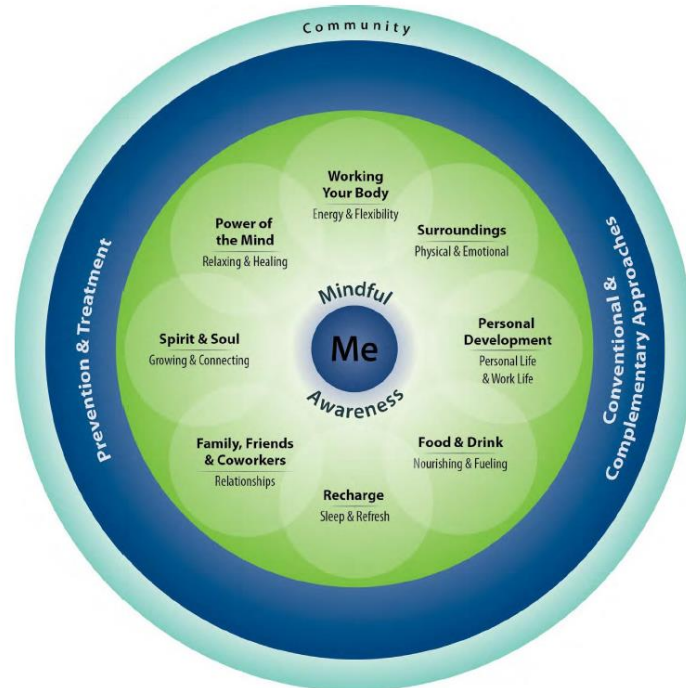 Community
Working
Your Body
Energy & Flexibility
Surroundings
Physical & Emotional
Personal
Development
Personal Life
& Work Life
Food & Drink
Nourishing & Fueling
Recharge
Sleep & Refresh
Family, Friends
& Coworkers
Relationships
Spirit & Soul
Growing & Connecting
Power of
the Mind
Relaxing & Healing
Mindful
Me
Awareness
Prevention & Treatment
Conventional &
Complementary Approaches